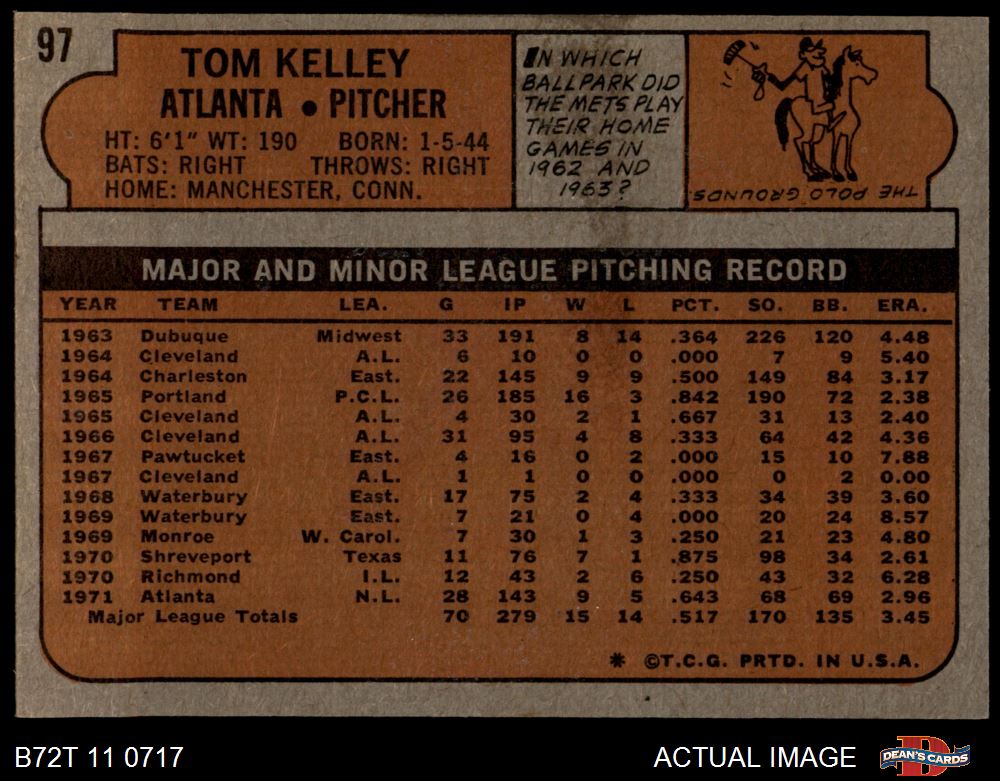 97
TOM KELLEY
ATLANTA • PITCHER
HT: 6'1" WT: 190 BORN: 1-5-44
BATS: RIGHT THROWS: RIGHT
HOME: MANCHESTER, CONN.
IN WHICH
BALLPARK DID
THE METS PLAY
THEIR HOME
GAMES IN
1962 AND
1963?
THE POLO GROUNDS
MAJOR AND MINOR LEAGUE PITCHING RECORD
YEAR TEAM LEA. G IP W L PCT. SO. BB. ERA.
1963 Dubuque Midwest 33 191 8 14 .364 226 120 4.48
1964 Cleveland A.L. 6 10 0 0 .000 7 9 5.40
1964 Charleston East. 22 145 9 9 .500 149 84 3.17
1965 Portland P.C.L. 26 185 16 3 .842 190 72 2.38
1965 Cleveland A.L. 4 30 2 1 .667 31 13 2.40
1966 Cleveland A.L. 31 95 4 8 .333 64 42 4.36
1967 Pawtucket East. 4 16 0 2 .000 15 10 7.88
1967 Cleveland A.L. 1 1 0 0 .000 0 2 0.00
1968 Waterbury East. 17 75 2 4 .333 34 39 3.60
1969 Waterbury East. 7 21 0 4 .000 20 24 8.57
1969 Monroe W. Carol. 7 30 1 3 .250 21 23 4.80
1970 Shreveport Texas 11 76 7 1 .875 98 34 2.61
1970 Richmond I.L. 12 43 2 6 .250 43 32 6.28
1971 Atlanta N.L. 28 143 9 5 .643 68 69 2.96
Major League Totals 70 279 15 14 .517 170 135 3.45
* ©T.C.G. PRTD. IN U.S.A.
B72T 11 0717
ACTUAL IMAGE
D
DEAN'S CARDS